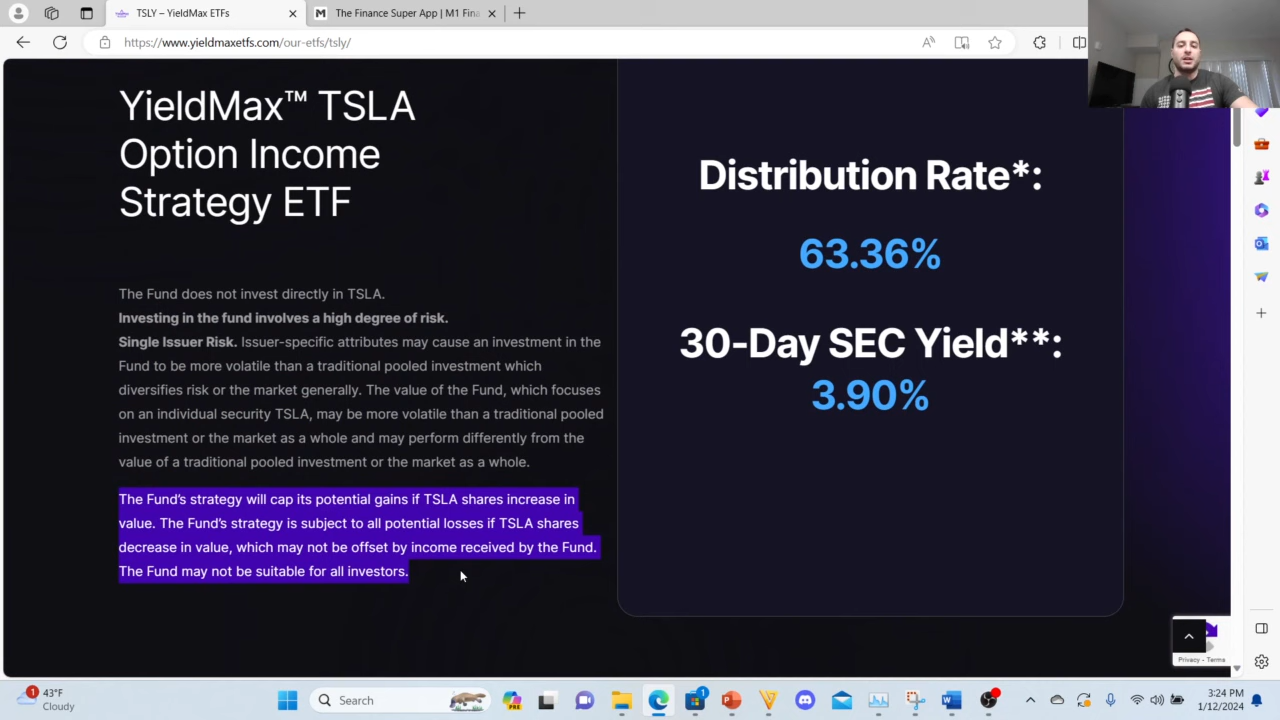 TSLY – YieldMax ETFs
The Finance Super App | M1 Fina
https://www.yieldmaxetfs.com/our-etfs/tsly/
YieldMax™ TSLA
Option Income
Strategy ETF
The Fund does not invest directly in TSLA.
Investing in the fund involves a high degree of risk.
Single Issuer Risk. Issuer-specific attributes may cause an investment in the
Fund to be more volatile than a traditional pooled investment which
diversifies risk or the market generally. The value of the Fund, which focuses
on an individual security TSLA, may be more volatile than a traditional pooled
investment or the market as a whole and may perform differently from the
value of a traditional pooled investment or the market as a whole.
The Fund's strategy will cap its potential gains if TSLA shares increase in
value. The Fund's strategy is subject to all potential losses if TSLA shares
decrease in value, which may not be offset by income received by the Fund.
The Fund may not be suitable for all investors.
Distribution Rate*:
63.36%
30-Day SEC Yield**:
3.90%
Privacy - Terms
1
43°F
Cloudy
Search
PRE
1
3:24 PM
1/12/2024